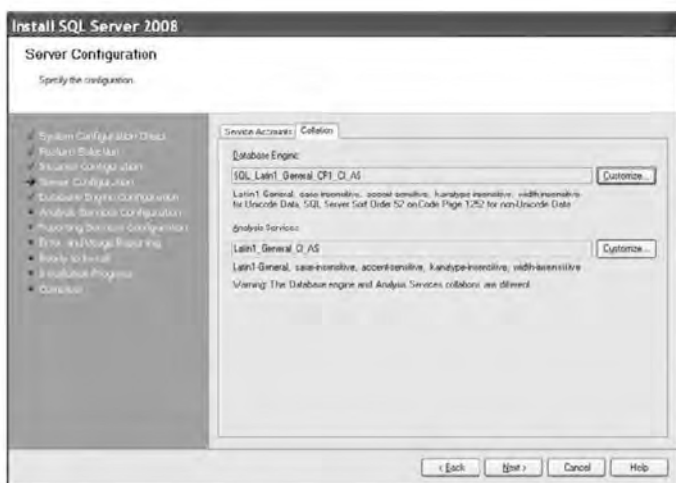 Install SQL Server 2008
Server Configuration
Specify the configuration.
System Configuration Check
Feature Selection
Instance Configuration
Server Configuration
Database Engine Configuration
Analysis Services Configuration
Reporting Services Configuration
Error and Usage Reporting
Ready to Install
Installation Progress
Complete
Service Accounts Collation
Database Engine:
SQL_Latin1_General_CP1_CI_AS
Customize...
Latin1-General, case-insensitive, accent-sensitive, kanatype-insensitive, width-insensitive
for Unicode Data, SQL Server Sort Order 52 on Code Page 1252 for non-Unicode Data
Analysis Services:
Latin1_General_CI_AS
Customize...
Latin1-General, case-insensitive, accent-sensitive, kanatype-insensitive, width-insensitive
Warning: The Database engine and Analysis Services collations are different.
< Back Next > Cancel Help